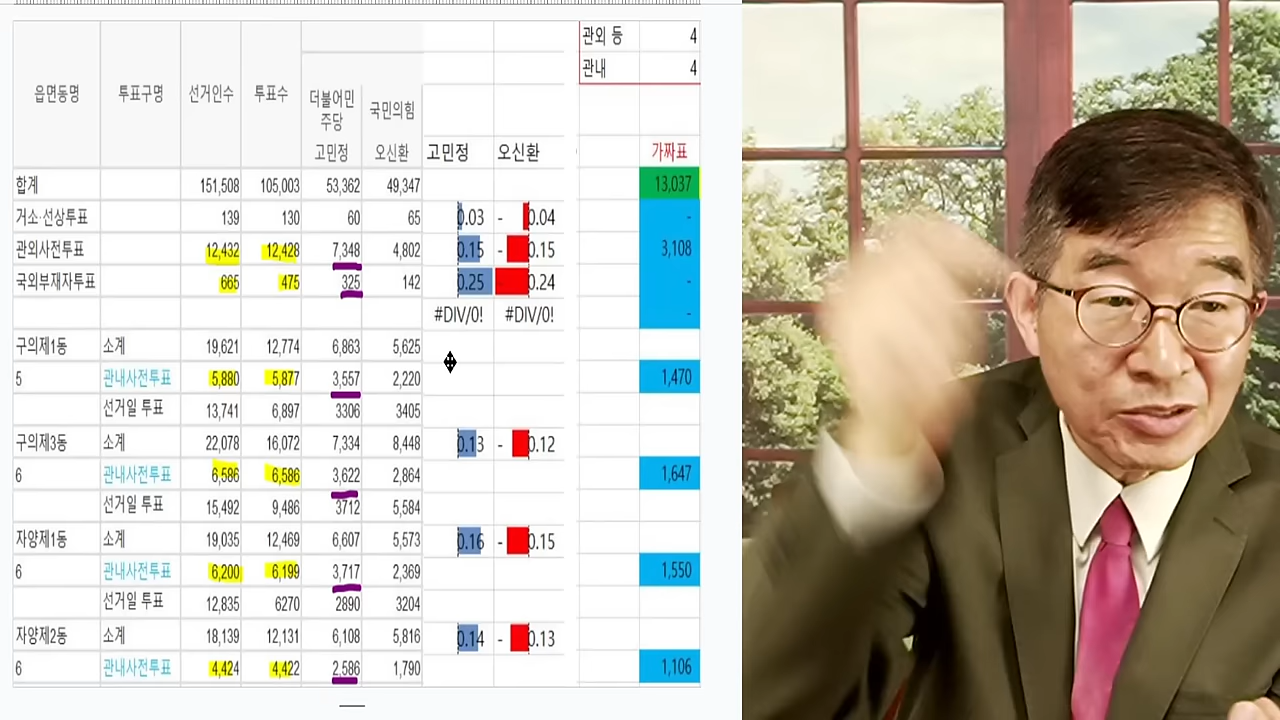 관외 등 4
관내 4
읍면동명 투표구명 선거인수 투표수 더불어민 주당 고민정 국민의힘 오신환 고민정 오신환 가짜표
합계 151,508 105,003 53,362 49,347 13,037
거소·선상투표 139 130 60 65 0.03 - 0.04 -
관외사전투표 12,432 12,428 7,348 4,802 0.15 - 0.15 3,108
국외부재자투표 665 475 325 142 0.25 - 0.24 -
#DIV/0! #DIV/0! -
구의제1동 소계 19,621 12,774 6,863 5,625
5 관내사전투표 5,880 5,877 3,557 2,220 1,470
선거일 투표 13,741 6,897 3306 3405
구의제3동 소계 22,078 16,072 7,334 8,448 0.13 - 0.12
6 관내사전투표 6,586 6,586 3,622 2,864 1,647
선거일 투표 15,492 9,486 3712 5,584
자양제1동 소계 19,035 12,469 6,607 5,573 0.16 - 0.15
6 관내사전투표 6,200 6,199 3,717 2,369 1,550
선거일 투표 12,835 6270 2890 3204
자양제2동 소계 18,139 12,131 6,108 5,816 0.14 - 0.13
6 관내사전투표 4,424 4,422 2,586 1,790 1,106